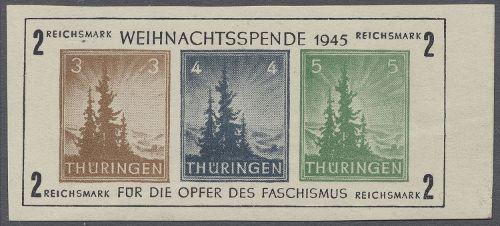 2 REICHSMARK WEIHNACHTSSPENDE 1945 REICHSMARK 2
3 3 4 4 5 5
THÜRINGEN THÜRINGEN THÜRINGEN
2 REICHSMARK FÜR DIE OPFER DES FASCHISMUS REICHSMARK 2